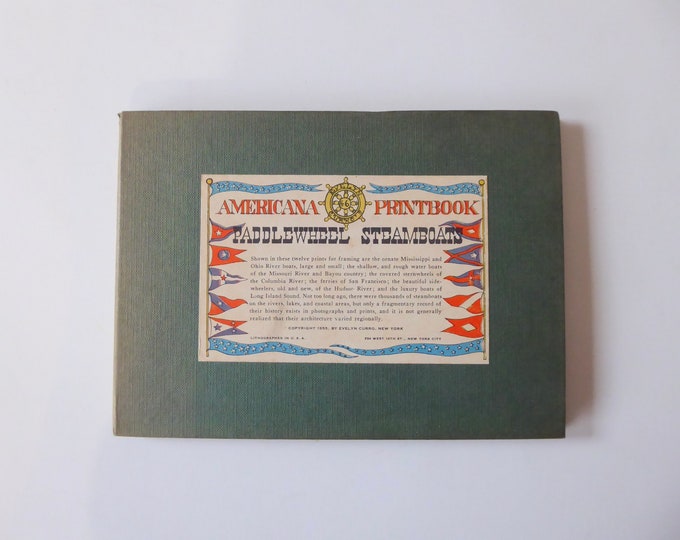 AMERICANA PRINTBOOK
PADDLEWHEEL STEAMBOATS
Shown in these twelve prints for framing are the ornate Mississippi and
Ohio River boats, large and small; the shallow, and rough water boats
of the Missouri River and Bayou country; the revered sternwheelers of
the Columbia River; the ferries of San Francisco; the beautiful side-
wheelers, old and new, of the Hudson River; and the luxury boats of
Long Island Sound. Not too long ago, there were thousands of steamboats
on the rivers, lakes, and coastal areas, but only a fragmentary record of
their history exists in photographs and prints, and it is not generally
realized that their architecture varied regionally.
COPYRIGHT 1955, BY EVELYN CURRO, NEW YORK
LITHOGRAPHED IN U.S.A.
WEST 14TH ST., NEW YORK CITY